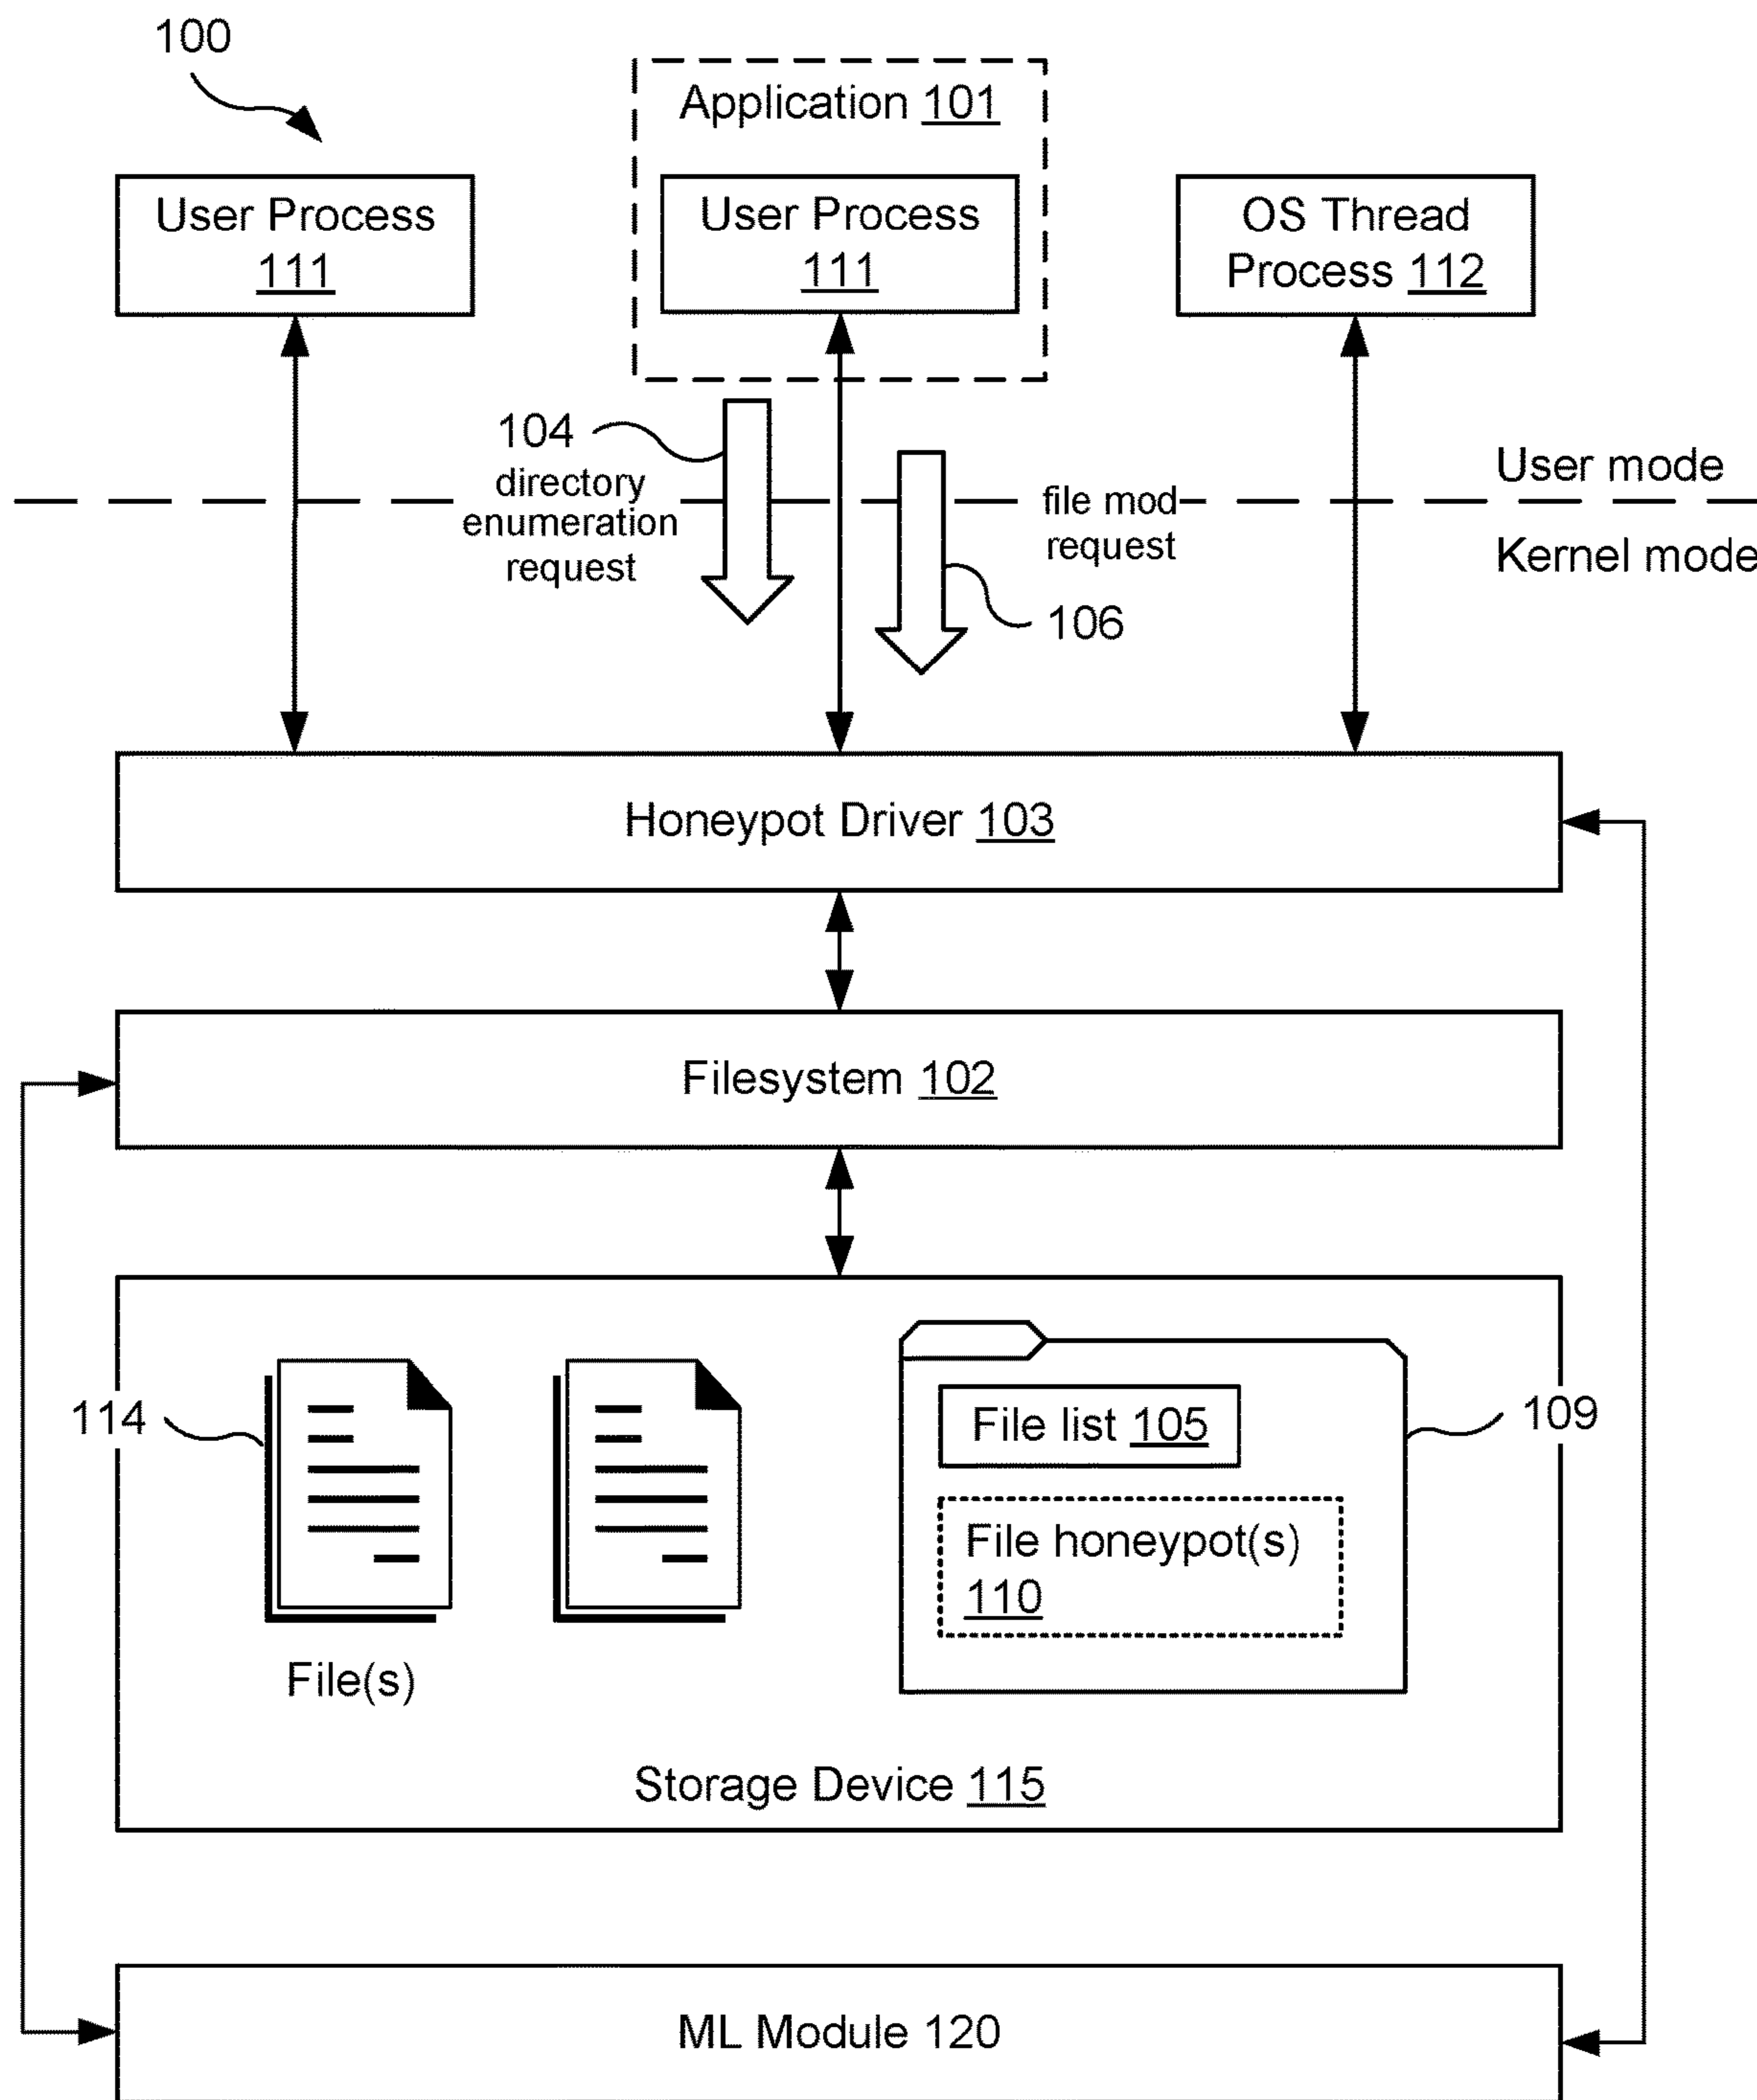 100
Application 101
User Process
111
User Process
111
OS Thread
Process 112
104
directory
enumeration
request
file mod
request
106
User mode
Kernel mode
Honeypot Driver 103
Filesystem 102
114
File(s)
File list 105
File honeypot(s)
110
109
Storage Device 115
ML Module 120